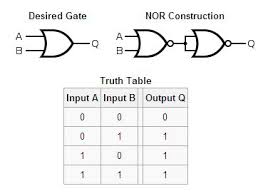 Desired Gate NOR Construction
A Q A Q
B B
Truth Table
Input A Input B Output Q
0 0 0
0 1 1
1 0 1
1 1 1